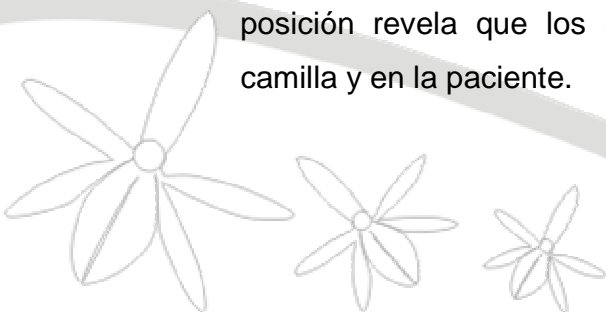 posición revela que los
camilla y en la paciente.